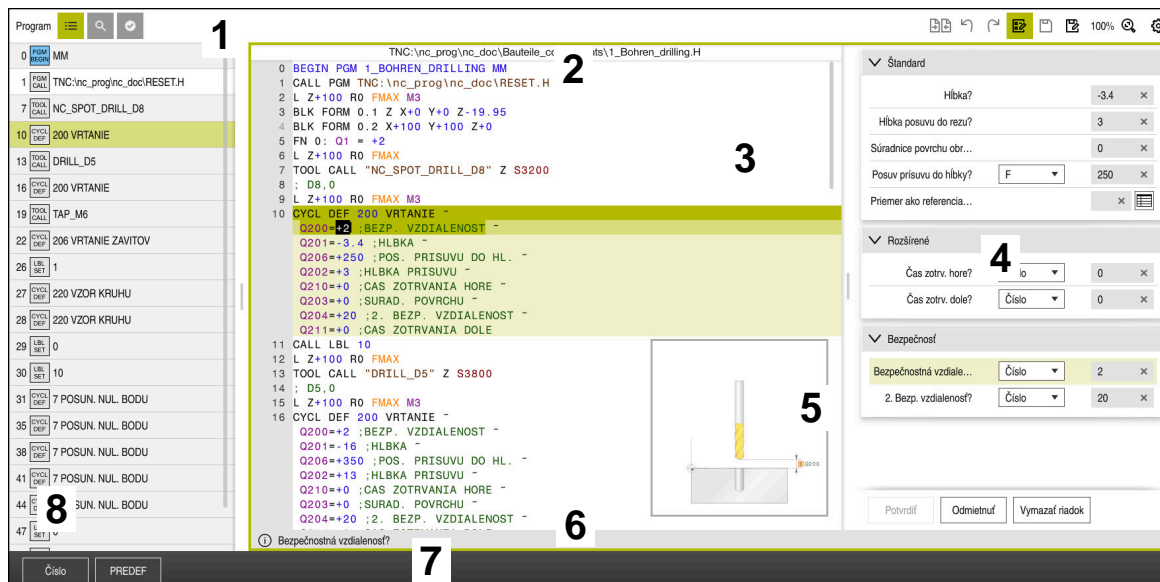 Program
1
100%
0 PGM BEGIN MM
1 PGM CALL TNC:\nc_prog\nc_doc\RESET.H
7 TOOL CALL NC_SPOT_DRILL_D8
10 CYCL DEF 200 VRTANIE
13 TOOL CALL DRILL_D5
16 CYCL DEF 200 VRTANIE
19 TOOL CALL TAP_M6
22 CYCL DEF 206 VRTANIE ZAVITOV
26 LBL SET 1
27 CYCL DEF 220 VZOR KRUHU
28 CYCL DEF 220 VZOR KRUHU
29 LBL SET 0
30 LBL SET 10
31 CYCL DEF 7 POSUN. NUL. BODU
35 CYCL DEF 7 POSUN. NUL. BODU
38 CYCL DEF 7 POSUN. NUL. BODU
41 CYCL DEF 7 POSUN. NUL. BODU
44 SUN. NUL. BODU
47 SET 0
8
TNC:\nc_prog\nc_doc\Bauteile_co ts\1_Bohren_drilling.H
2
0 BEGIN PGM 1_BOHREN_DRILLING MM
1 CALL PGM TNC:\nc_prog\nc_doc\RESET.H
2 L Z+100 R0 FMAX M3
3 BLK FORM 0.1 Z X+0 Y+0 Z-19.95
4 BLK FORM 0.2 X+100 Y+100 Z+0
5 FN 0: Q1 = +2
6 L Z+100 R0 FMAX
7 TOOL CALL "NC_SPOT_DRILL_D8" Z S3200
8 ; D8,0
9 L Z+100 R0 FMAX M3
10 CYCL DEF 200 VRTANIE ~
Q200=+2 ;BEZP. VZDIALENOST ~
Q201=-3.4 ;HLBKA ~
Q206=+250 ;POS. PRISUVU DO HL. ~
Q202=+3 ;HLBKA PRISUVU ~
Q210=+0 ;CAS ZOTRVANIA HORE ~
Q203=+0 ;SURAD. POVRCHU ~
Q204=+20 ;2. BEZP. VZDIALENOST ~
Q211=+0 ;CAS ZOTRVANIA DOLE
11 CALL LBL 10
12 L Z+100 R0 FMAX
13 TOOL CALL "DRILL_D5" Z S3800
14 ; D5,0
15 L Z+100 R0 FMAX M3
16 CYCL DEF 200 VRTANIE ~
Q200=+2 ;BEZP. VZDIALENOST ~
Q201=-16 ;HLBKA ~
Q206=+350 ;POS. PRISUVU DO HL. ~
Q202=+13 ;HLBKA PRISUVU ~
Q210=+0 ;CAS ZOTRVANIA HORE ~
Q203=+0 ;SURAD. POVRCHU ~
Q204=+20 ;2. BEZP. VZDIALENOST ~
3
5
Q200
6
Bezpečnostná vzdialenosť?
Štandard
Hĺbka? -3.4 ×
Hĺbka posuvu do rezu? 3 ×
Súradnice povrchu obr... 0 ×
Posuv prísuvu do hĺbky? F 250 ×
Priemer ako referencia... ×
Rozšírené
4
Čas zotrv. hore? lo 0 ×
Čas zotrv. dole? Číslo 0 ×
Bezpečnosť
Bezpečnostná vzdiale... Číslo 2 ×
2. Bezp. vzdialenosť? Číslo 20 ×
Potvrdiť Odmietnuť Vymazať riadok
7
Číslo PREDEF